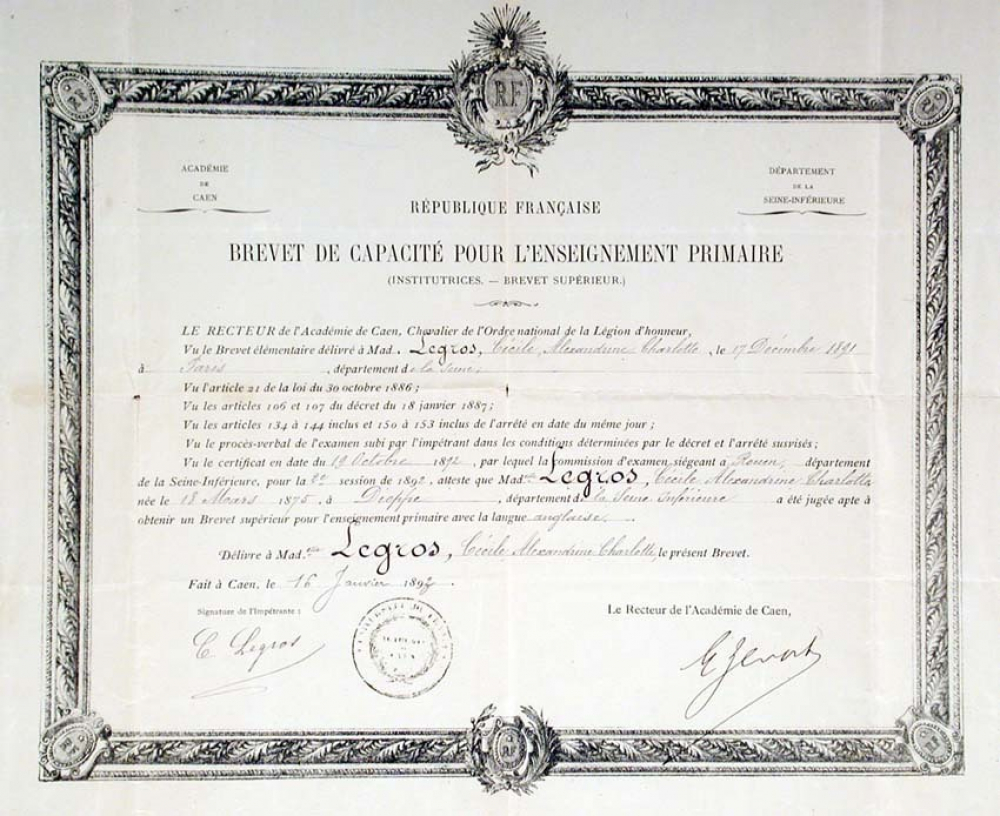 RF
RF
ACADÉMIE
DE
CAEN
DÉPARTEMENT
DE LA
SEINE-INFÉRIEURE
RÉPUBLIQUE FRANÇAISE
BREVET DE CAPACITÉ POUR L'ENSEIGNEMENT PRIMAIRE
(INSTITUTRICES. — BREVET SUPÉRIEUR.)
LE RECTEUR de l'Académie de Caen, Chevalier de l'Ordre national de la Légion d'honneur,
Vu le Brevet élémentaire délivré à Mad. Legros, Cécile Alexandrine Charlotte, le 17 Décembre 1891
à Paris, département de la Seine,
Vu l'article 21 de la loi du 30 octobre 1886 ;
Vu les articles 106 et 107 du décret du 18 janvier 1887 ;
Vu les articles 134 à 144 inclus et 150 à 153 inclus de l'arrêté en date du même jour ;
Vu le procès-verbal de l'examen subi par l'impétrant dans les conditions déterminées par le décret et l'arrêté susvisés ;
Vu le certificat en date du 19 Octobre 1892, par lequel la commission d'examen siégeant à Rouen, département
de la Seine-Inférieure, pour la 2e session de 1892, atteste que Mad.elle Legros, Cécile Alexandrine Charlotte,
née le 18 Mars 1875, à Dieppe, département de la Seine Inférieure a été jugée apte à
obtenir un Brevet supérieur pour l'enseignement primaire avec la langue anglaise.
Délivré à Mad.elle Legros, Cécile Alexandrine Charlotte, le présent Brevet.
Fait à Caen, le 16 Janvier 189
Signature de l'Impétrante :
Le Recteur de l'Académie de Caen,
C. Legros
ACADÉMIE
CAEN
RF
RF